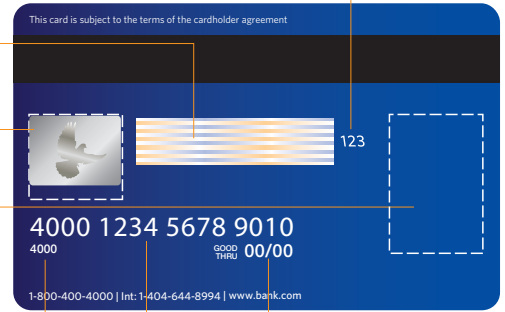 This card is subject to the terms of the cardholder agreement
123
4000 1234 5678 9010
4000
GOOD THRU 00/00
1-800-400-4000 | Int: 1-404-644-8994 | www.bank.com